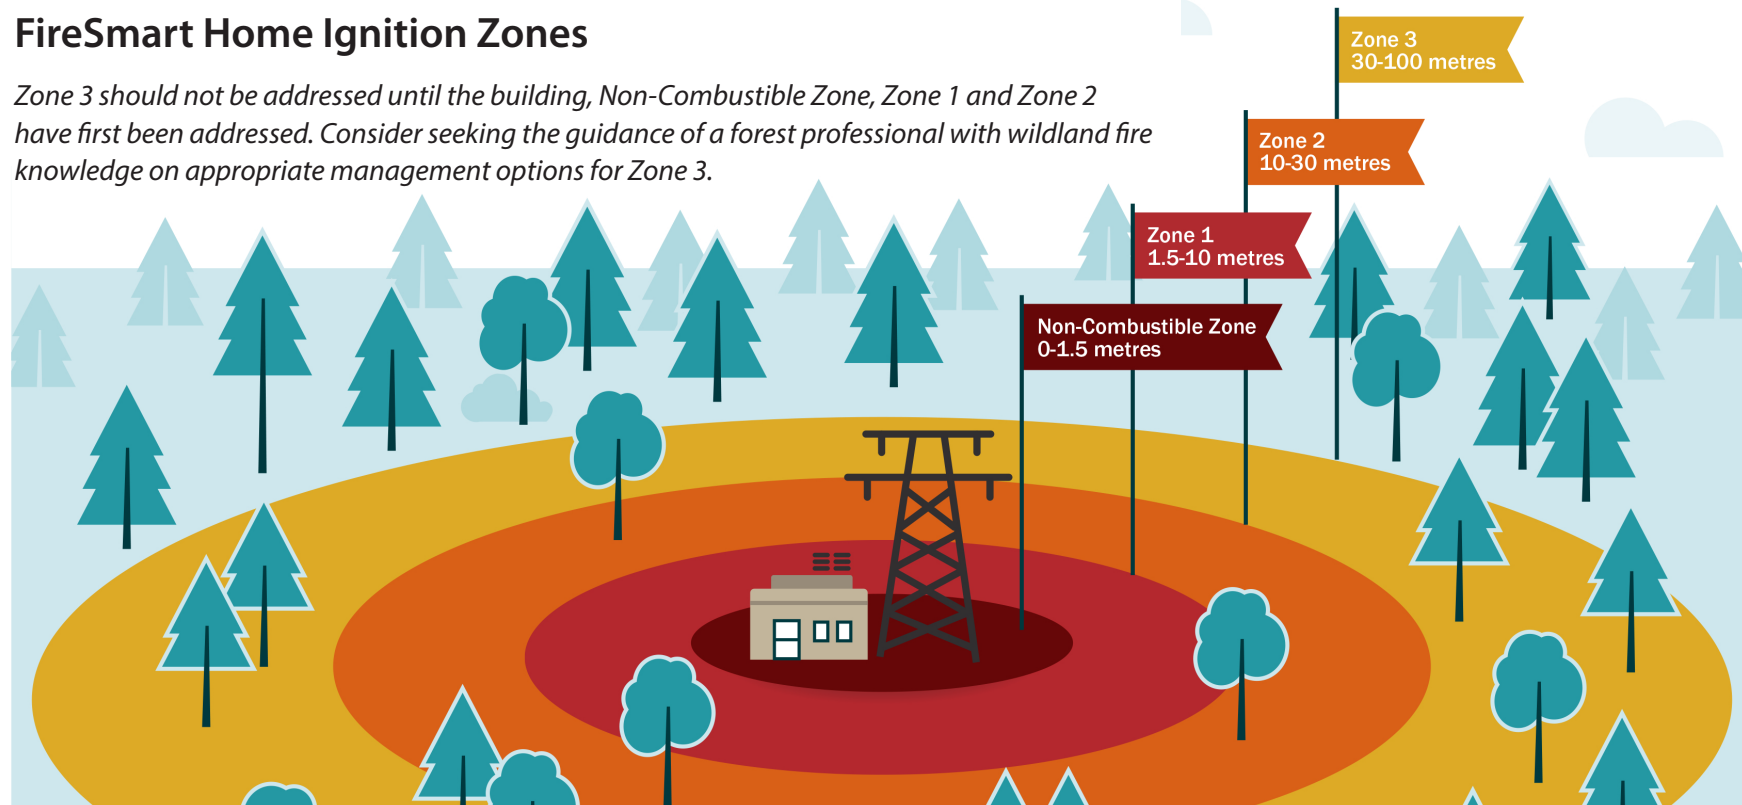 FireSmart Home Ignition Zones
Zone 3 should not be addressed until the building, Non-Combustible Zone, Zone 1 and Zone 2
have first been addressed. Consider seeking the guidance of a forest professional with wildland fire
knowledge on appropriate management options for Zone 3.
Zone 3
30-100 metres
Zone 2
10-30 metres
Zone 1
1.5-10 metres
Non-Combustible Zone
0-1.5 metres